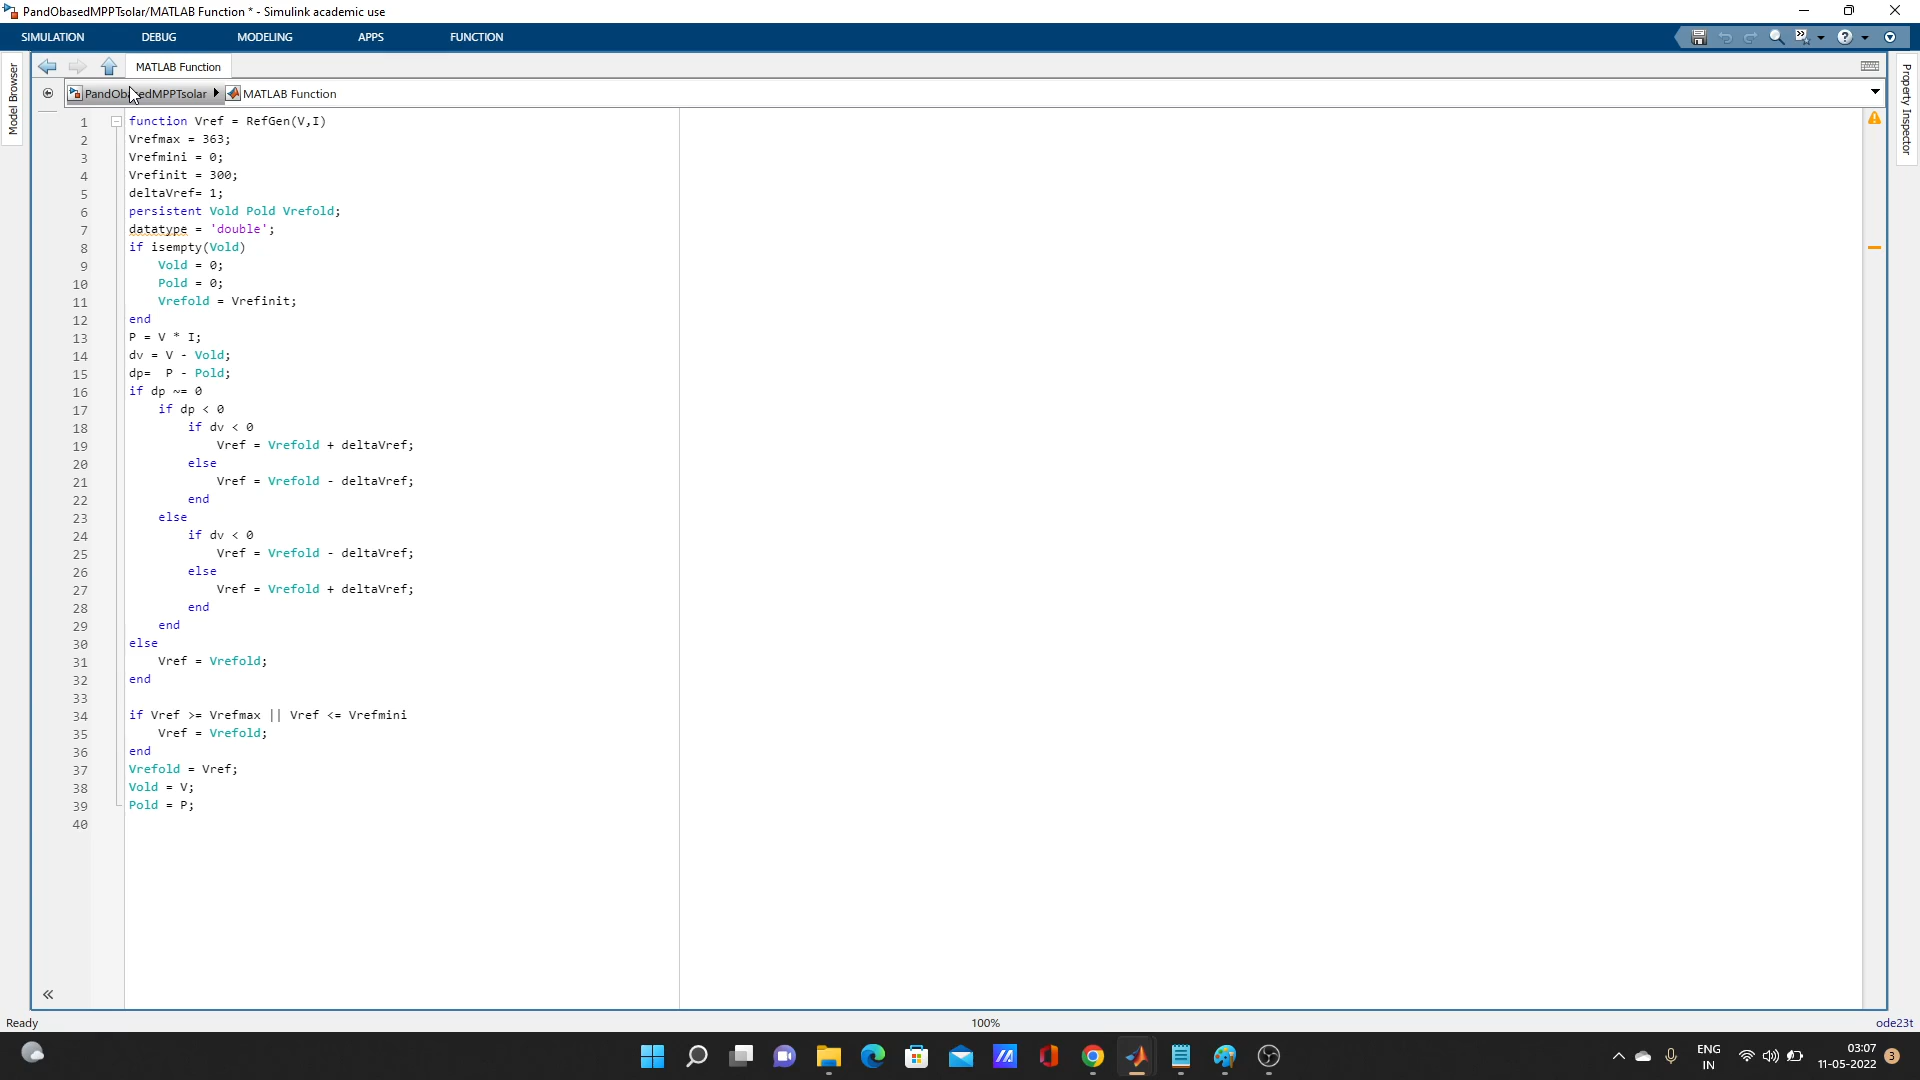 PandObasedMPPTsolar/MATLAB Function * - Simulink academic use
SIMULATION DEBUG MODELING APPS FUNCTION
MATLAB Function
PandObasedMPPTsolar MATLAB Function
Model Browser
Property Inspector
1 function Vref = RefGen(V,I)
2 Vrefmax = 363;
3 Vrefmini = 0;
4 Vrefinit = 300;
5 deltaVref= 1;
6 persistent Vold Pold Vrefold;
7 datatype = 'double';
8 if isempty(Vold)
9 Vold = 0;
10 Pold = 0;
11 Vrefold = Vrefinit;
12 end
13 P = V * I;
14 dv = V - Vold;
15 dp=  P - Pold;
16 if dp ~= 0
17 if dp < 0
18 if dv < 0
19 Vref = Vrefold + deltaVref;
20 else
21 Vref = Vrefold - deltaVref;
22 end
23 else
24 if dv < 0
25 Vref = Vrefold - deltaVref;
26 else
27 Vref = Vrefold + deltaVref;
28 end
29 end
30 else
31 Vref = Vrefold;
32 end
33
34 if Vref >= Vrefmax || Vref <= Vrefmini
35 Vref = Vrefold;
36 end
37 Vrefold = Vref;
38 Vold = V;
39 Pold = P;
40
Ready 100% ode23t
ENG 03:07
IN 11-05-2022 3